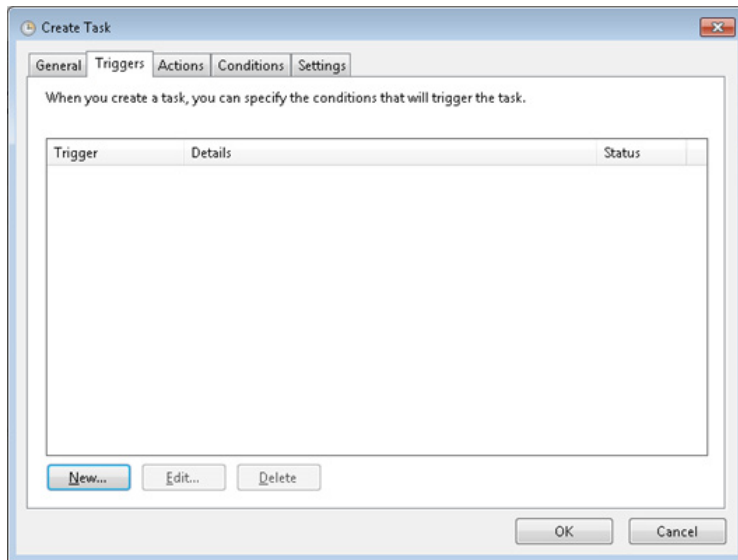 Create Task
General Triggers Actions Conditions Settings
When you create a task, you can specify the conditions that will trigger the task.
Trigger Details Status
New... Edit... Delete
OK Cancel